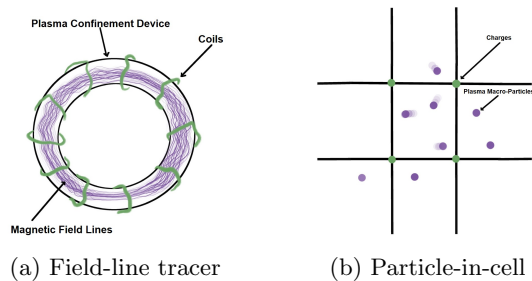 Plasma Confinement Device
Coils
Magnetic Field Lines
Charges
Plasma Macro-Particles
(a) Field-line tracer
(b) Particle-in-cell